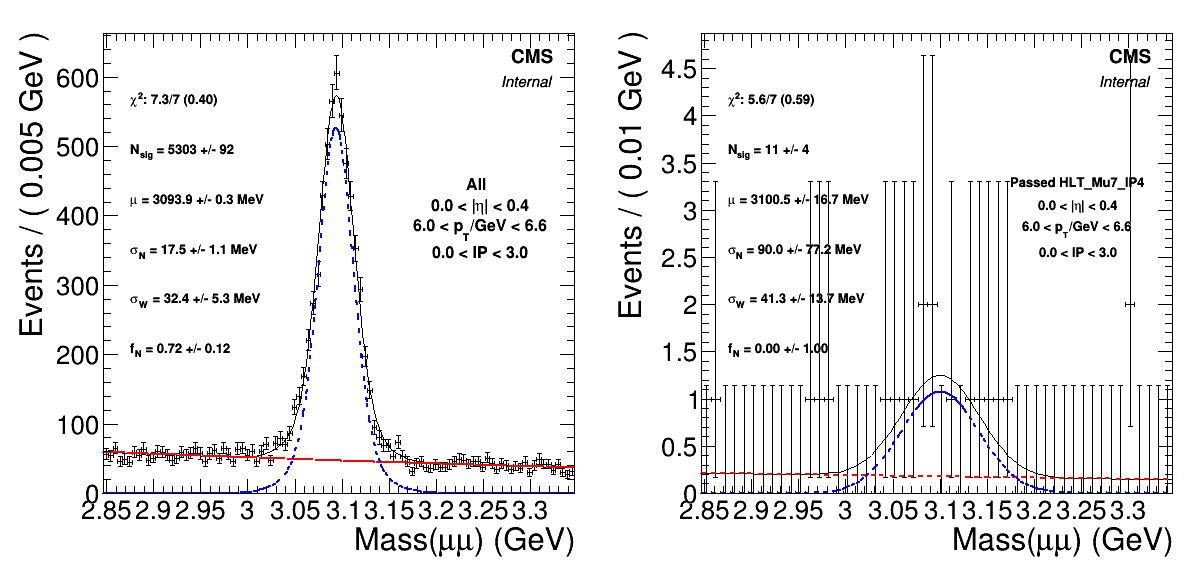 CMS
Internal
χ²: 7.3/7 (0.40)
N_sig = 5303 +/- 92
μ = 3093.9 +/- 0.3 MeV
σ_N = 17.5 +/- 1.1 MeV
σ_W = 32.4 +/- 5.3 MeV
f_N = 0.72 +/- 0.12
All
0.0 < |η| < 0.4
6.0 < p_T/GeV < 6.6
0.0 < IP < 3.0
Events / ( 0.005 GeV )
600
500
400
300
200
100
0
2.85 2.9 2.95 3 3.05 3.1 3.15 3.2 3.25 3.3
Mass(μμ) (GeV)
CMS
Internal
χ²: 5.6/7 (0.59)
N_sig = 11 +/- 4
μ = 3100.5 +/- 16.7 MeV
σ_N = 90.0 +/- 77.2 MeV
σ_W = 41.3 +/- 13.7 MeV
f_N = 0.00 +/- 1.00
Passed HLT_Mu7_IP4
0.0 < |η| < 0.4
6.0 < p_T/GeV < 6.6
0.0 < IP < 3.0
Events / ( 0.01 GeV )
4.5
4
3.5
3
2.5
2
1.5
1
0.5
0
2.85 2.9 2.95 3 3.05 3.1 3.15 3.2 3.25 3.3
Mass(μμ) (GeV)